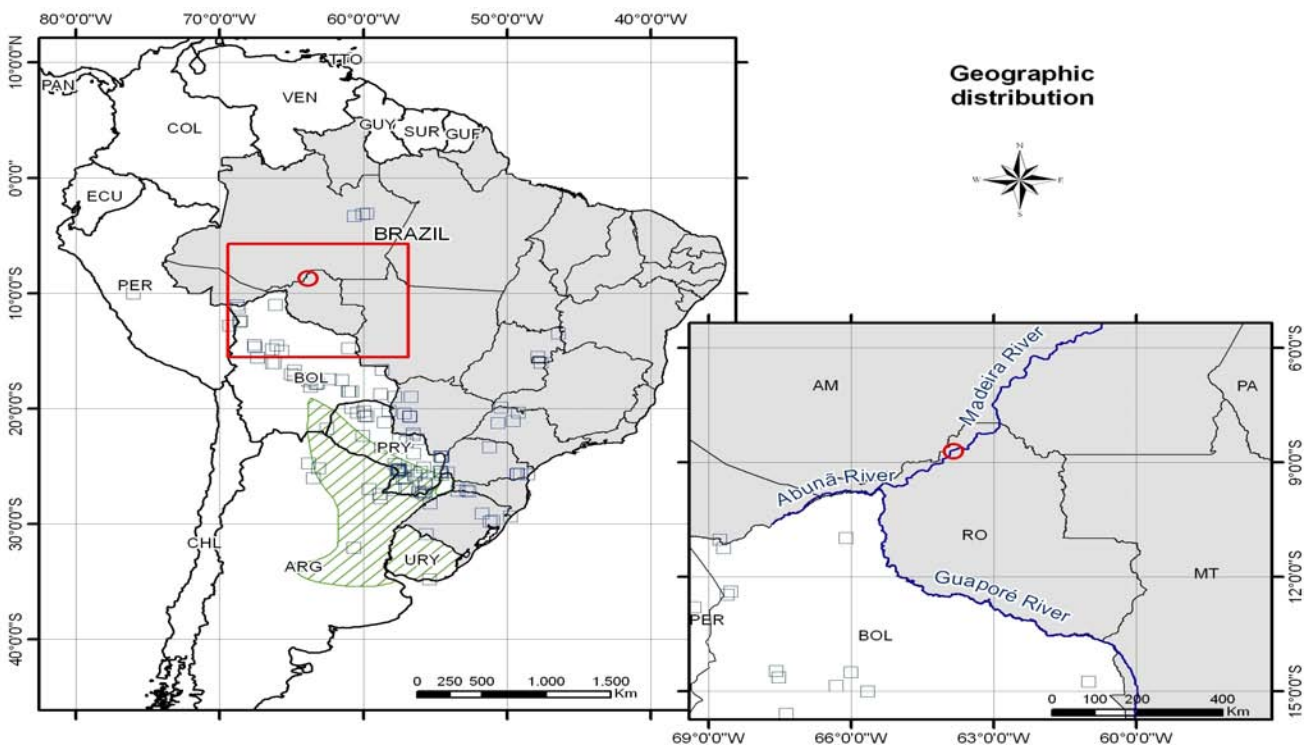 80°0'0"W 70°0'0"W 60°0'0"W 50°0'0"W 40°0'0"W
10°0'0"N
0°0'0"
10°0'0"S
20°0'0"S
30°0'0"S
40°0'0"S
PAN
TTO
VEN
COL
GUY
SUR
GUF
ECU
BRAZIL
PER
BOL
PRY
CHL
ARG
URY
0 250 500 1.000 1.500
Km
Geographic
distribution
N
W
E
S
AM
Madeira River
PA
Abunã-River
RO
MT
Guaporé River
PER
BOL
6°0'0"S
9°0'0"S
12°0'0"S
15°0'0"S
0 100 200 400
Km
69°0'0"W 66°0'0"W 63°0'0"W 60°0'0"W